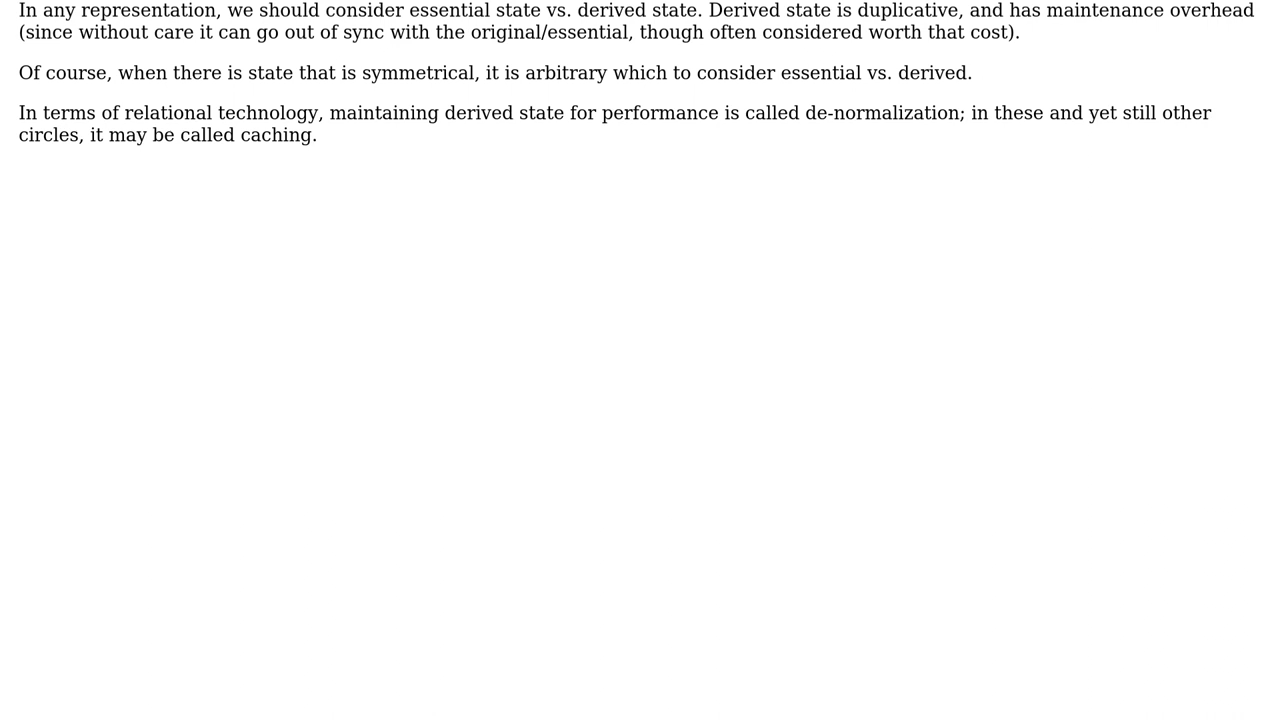 In any representation, we should consider essential state vs. derived state. Derived state is duplicative, and has maintenance overhead
(since without care it can go out of sync with the original/essential, though often considered worth that cost).
Of course, when there is state that is symmetrical, it is arbitrary which to consider essential vs. derived.
In terms of relational technology, maintaining derived state for performance is called de-normalization; in these and yet still other
circles, it may be called caching.